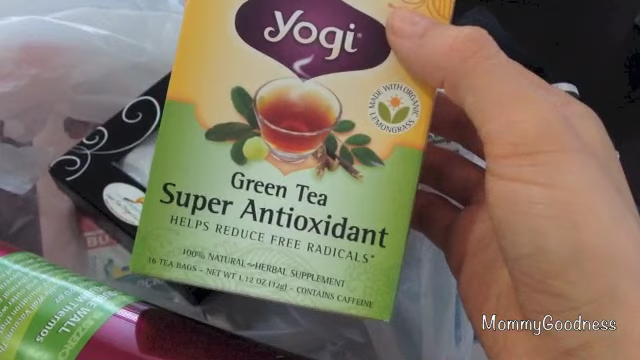 yogi®
MADE WITH ORGANIC
LEMONGRASS
Green Tea
Super Antioxidant
HELPS REDUCE FREE RADICALS*
100% NATURAL HERBAL SUPPLEMENT
16 TEA BAGS – NET WT. 1.12 OZ (32g) – CONTAINS CAFFEINE
WALL
MommyGoodness